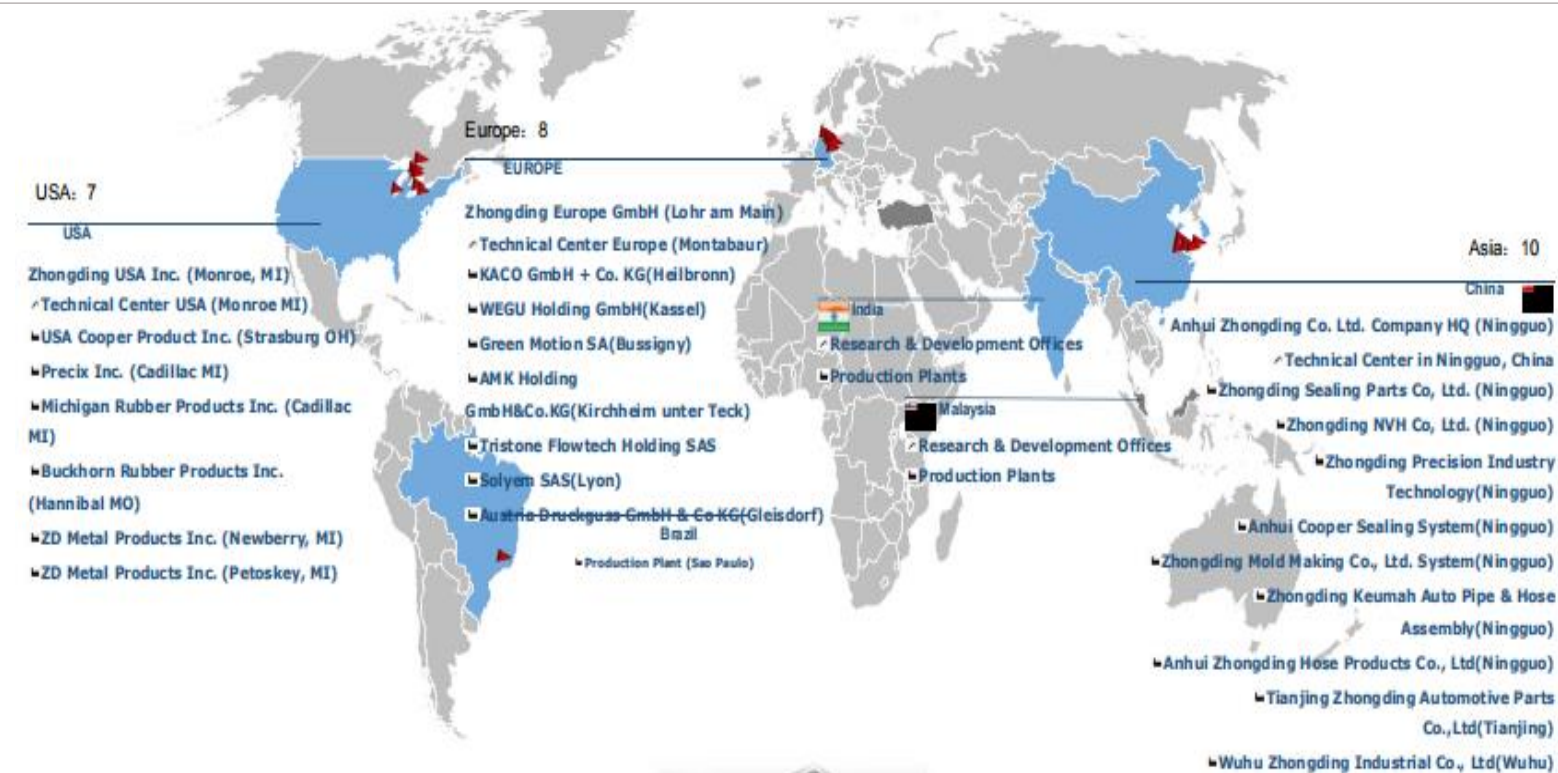 USA: 7
USA
Zhongding USA Inc. (Monroe, MI)
Technical Center USA (Monroe MI)
USA Cooper Product Inc. (Strasburg OH)
Precix Inc. (Cadillac MI)
Michigan Rubber Products Inc. (Cadillac
MI)
Buckhorn Rubber Products Inc.
(Hannibal MO)
ZD Metal Products Inc. (Newberry, MI)
ZD Metal Products Inc. (Petoskey, MI)
Europe: 8
EUROPE
Zhongding Europe GmbH (Lohr am Main)
Technical Center Europe (Montabaur)
KACO GmbH + Co. KG(Heilbronn)
WEGU Holding GmbH(Kassel)
Green Motion SA(Bussigny)
AMK Holding
GmbH&Co.KG(Kirchheim unter Teck)
Tristone Flowtech Holding SAS
Solyem SAS(Lyon)
Austria Druckguss GmbH & Co KG(Gleisdorf)
Brazil
Production Plant (Sao Paulo)
India
Research & Development Offices
Production Plants
Malaysia
Research & Development Offices
Production Plants
Asia: 10
China
Anhui Zhongding Co. Ltd. Company HQ (Ningguo)
Technical Center in Ningguo, China
Zhongding Sealing Parts Co, Ltd. (Ningguo)
Zhongding NVH Co, Ltd. (Ningguo)
Zhongding Precision Industry
Technology(Ningguo)
Anhui Cooper Sealing System(Ningguo)
Zhongding Mold Making Co., Ltd. System(Ningguo)
Zhongding Keumah Auto Pipe & Hose
Assembly(Ningguo)
Anhui Zhongding Hose Products Co., Ltd(Ningguo)
Tianjing Zhongding Automotive Parts
Co.,Ltd(Tianjing)
Wuhu Zhongding Industrial Co., Ltd(Wuhu)